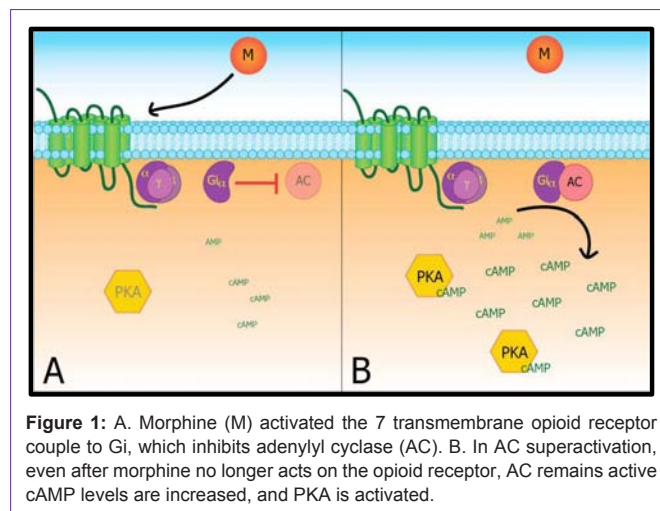 M
M
α
γ
Giα
AC
α
γ
Giα
AC
AMP
AMP
AMP
AMP
PKA
cAMP
cAMP
cAMP
PKA
cAMP
cAMP
cAMP
cAMP
cAMP
cAMP
cAMP
PKA
cAMP
A
B
Figure 1: A. Morphine (M) activated the 7 transmembrane opioid receptor
couple to Gi, which inhibits adenylyl cyclase (AC). B. In AC superactivation,
even after morphine no longer acts on the opioid receptor, AC remains active
cAMP levels are increased, and PKA is activated.